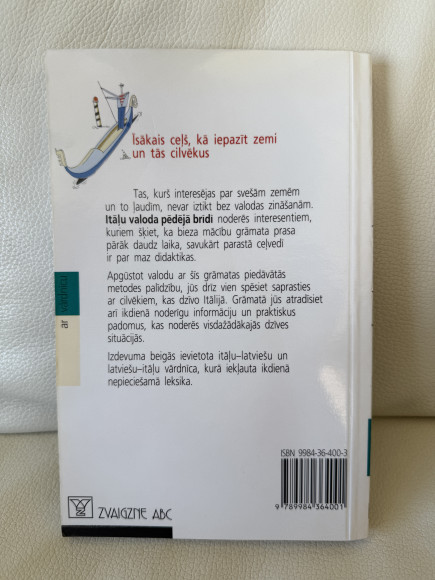 Īsākais ceļš, kā iepazīt zemi
un tās cilvēkus
Tas, kurš interesējas par svešām zemēm
un to ļaudīm, nevar iztikt bez valodas zināšanām.
Itāļu valoda pēdējā brīdī noderēs interesentiem,
kuriem šķiet, ka bieza mācību grāmata prasa
pārāk daudz laika, savukārt parastā ceļvedī
ir par maz didaktikas.
Apgūstot valodu ar šīs grāmatas piedāvātās
metodes palīdzību, jūs drīz vien spēsiet saprasties
ar cilvēkiem, kas dzīvo Itālijā. Grāmatā jūs atradīsiet
arī ikdienā noderīgu informāciju un praktiskus
padomus, kas noderēs visdažādākajās dzīves
situācijās.
Izdevuma beigās ievietota itāļu–latviešu un
latviešu–itāļu vārdnīca, kurā iekļauta ikdienā
nepieciešamā leksika.
ar vārdnīcu
ISBN 9984-36-400-3
9 789984 364001
ZVAIGZNE ABC